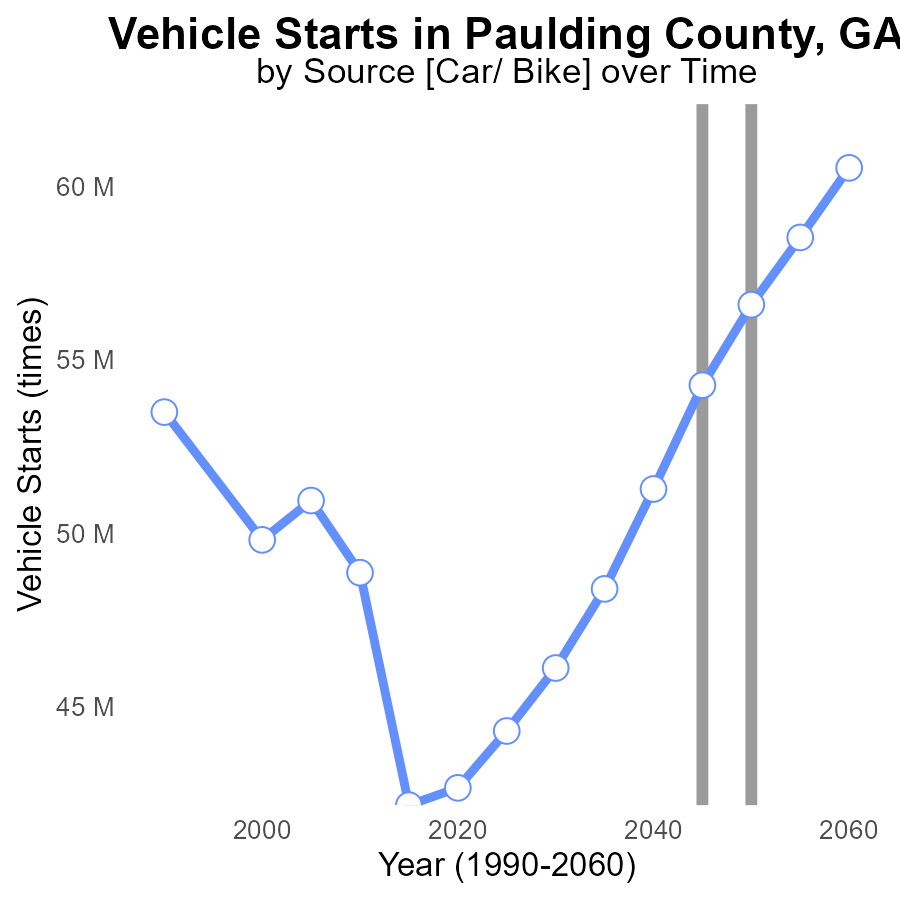 Vehicle Starts in Paulding County, GA
by Source [Car/ Bike] over Time
60 M
55 M
50 M
45 M
Vehicle Starts (times)
2000 2020 2040 2060
Year (1990-2060)